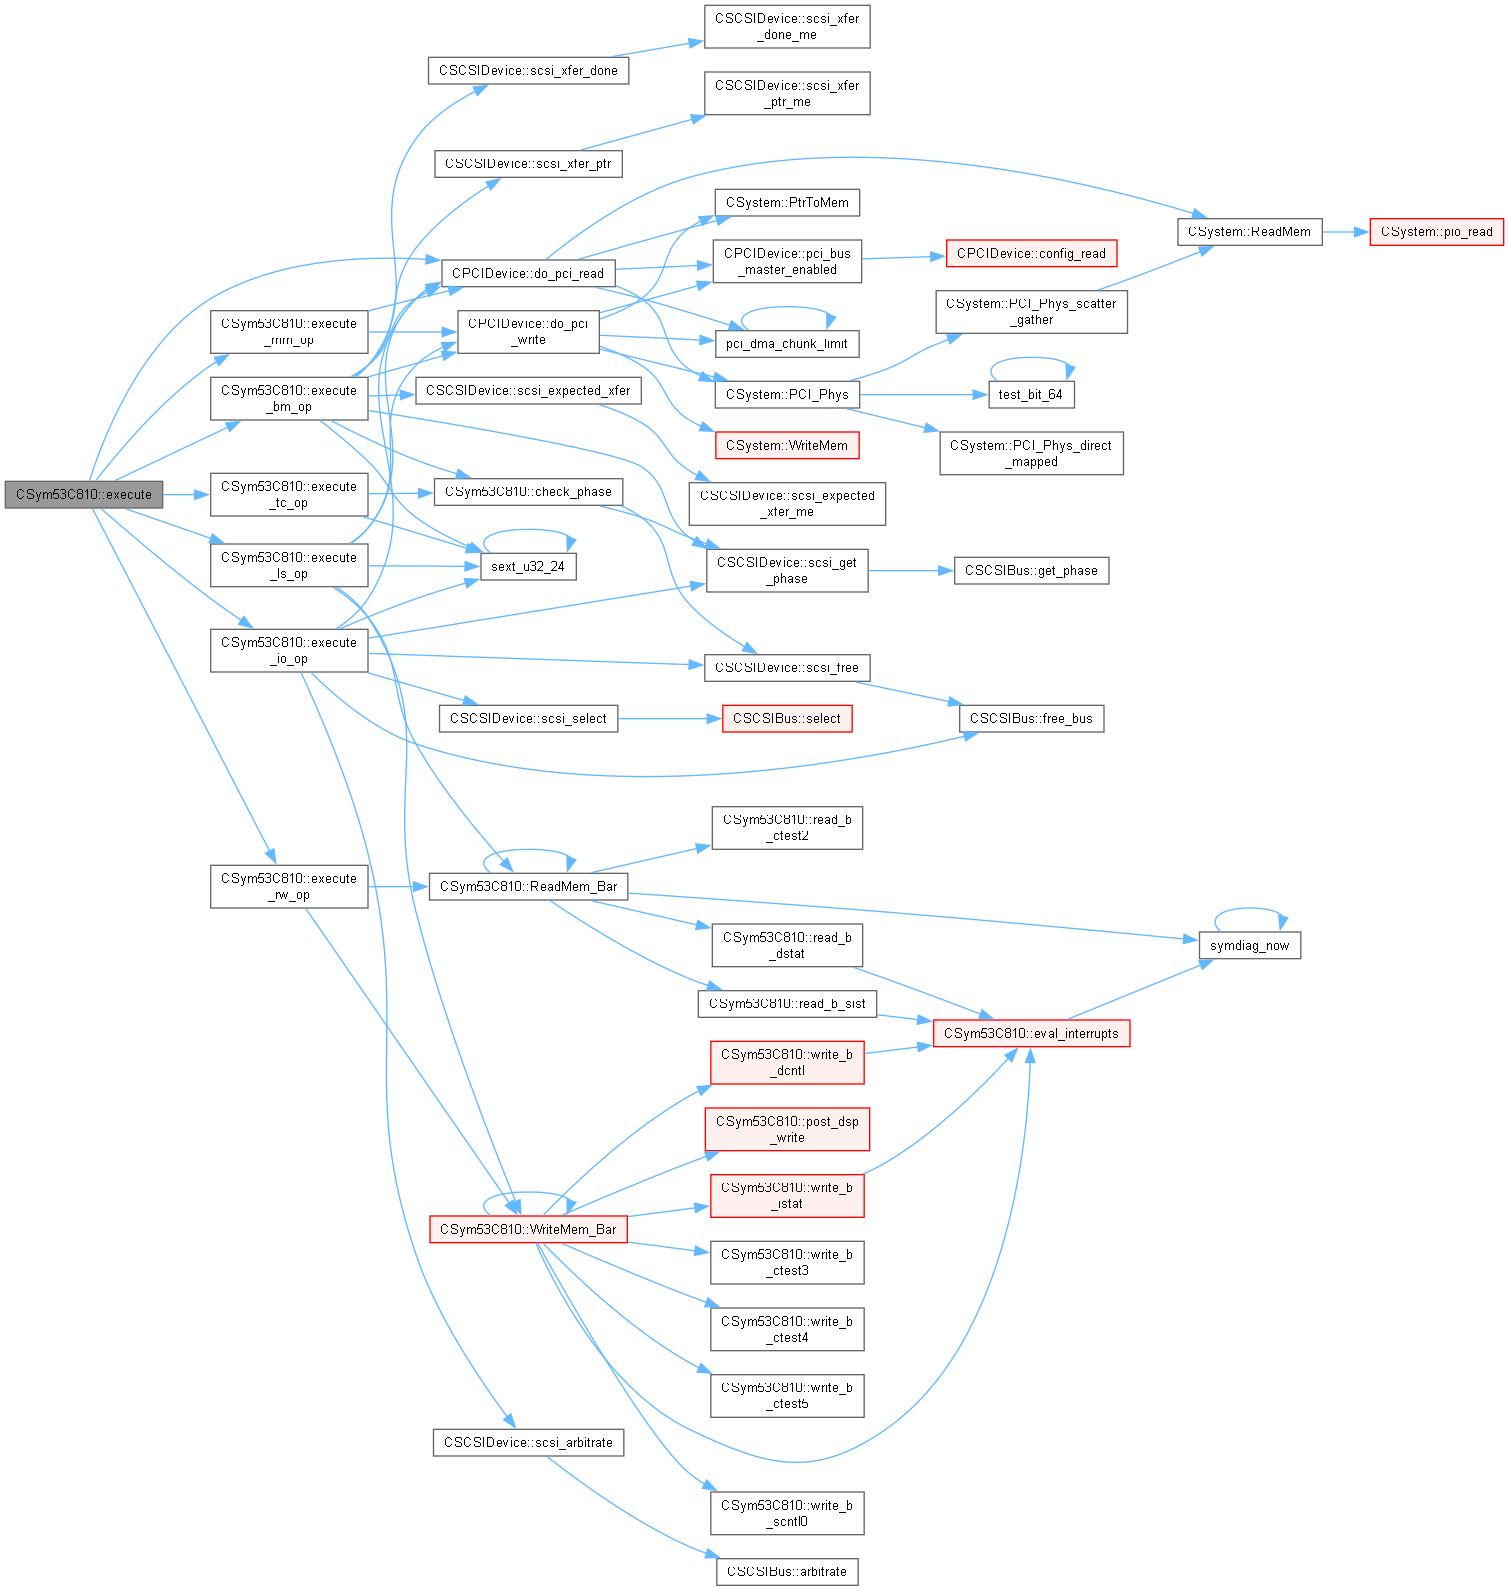 CSCSIDevice::scsi_xfer
_done_me
CSCSIDevice::scsi_xfer_done
CSCSIDevice::scsi_xfer
_ptr_me
CSCSIDevice::scsi_xfer_ptr
CSystem::PtrToMem
CSystem::ReadMem
CSystem::pio_read
CPCIDevice::pci_bus
_master_enabled
CPCIDevice::config_read
CPCIDevice::do_pci_read
CSystem::PCI_Phys_scatter
_gather
CSym53C810::execute
_mm_op
CPCIDevice::do_pci
_write
pci_dma_chunk_limit
CSym53C810::execute
_bm_op
CSCSIDevice::scsi_expected_xfer
CSystem::PCI_Phys
test_bit_64
CSystem::WriteMem
CSystem::PCI_Phys_direct
_mapped
CSym53C810::execute
CSym53C810::execute
_tc_op
CSym53C810::check_phase
CSCSIDevice::scsi_expected
_xfer_me
CSym53C810::execute
_ls_op
sext_u32_24
CSCSIDevice::scsi_get
_phase
CSCSIBus::get_phase
CSym53C810::execute
_io_op
CSCSIDevice::scsi_free
CSCSIDevice::scsi_select
CSCSIBus::select
CSCSIBus::free_bus
CSym53C810::read_b
_ctest2
CSym53C810::execute
_rw_op
CSym53C810::ReadMem_Bar
CSym53C810::read_b
_dstat
symdiag_now
CSym53C810::read_b_sist
CSym53C810::eval_interrupts
CSym53C810::write_b
_dcntl
CSym53C810::post_dsp
_write
CSym53C810::write_b
_istat
CSym53C810::WriteMem_Bar
CSym53C810::write_b
_ctest3
CSym53C810::write_b
_ctest4
CSym53C810::write_b
_ctest5
CSCSIDevice::scsi_arbitrate
CSym53C810::write_b
_scntl0
CSCSIBus::arbitrate